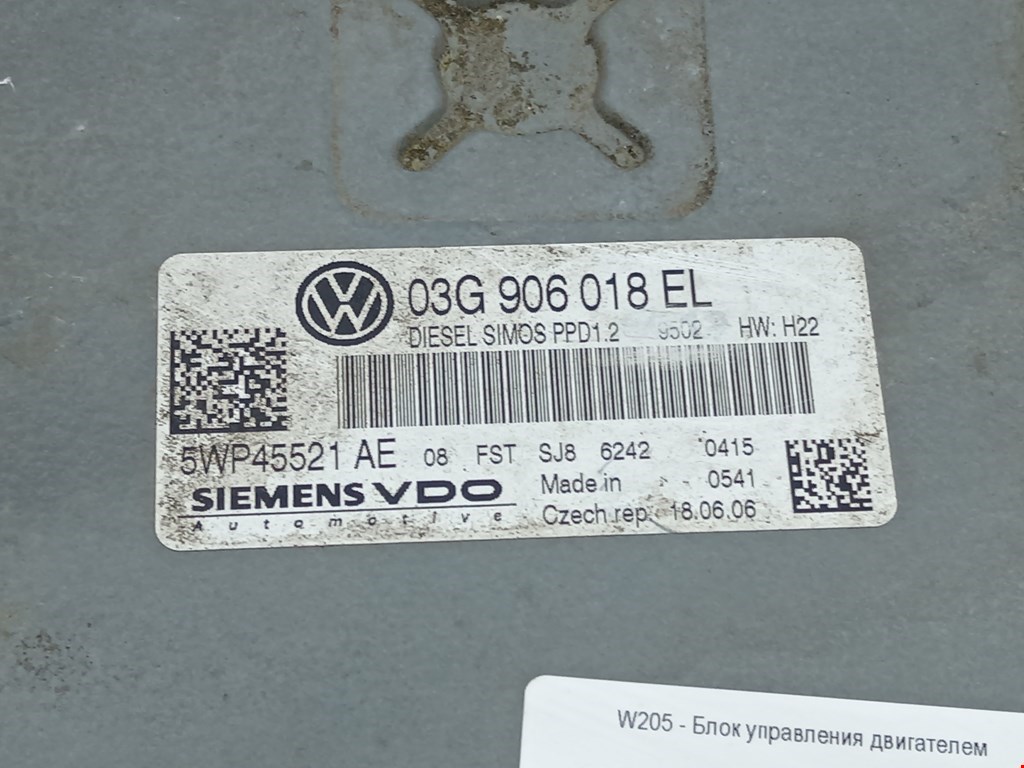 03G 906 018 EL
DIESEL SIMOS PPD1.2 9502 HW: H22
5WP45521 AE 08 FST SJ8 6242 0415
SIEMENS VDO
Automotive
Made in 0541
Czech rep. 18.06.06
W205 - Блок управления двигателем